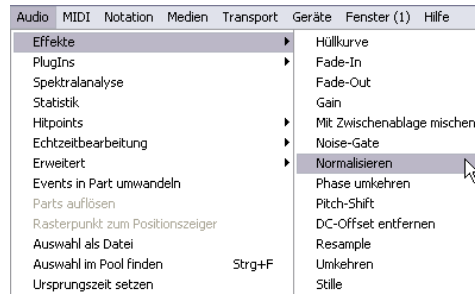 Audio MIDI Notation Medien Transport Geräte Fenster (1) Hilfe
Effekte
PlugIns
Spektralanalyse
Statistik
Hitpoints
Echtzeitbearbeitung
Erweitert
Events in Part umwandeln
Parts auflösen
Rasterpunkt zum Positionszeiger
Auswahl als Datei
Auswahl im Pool finden Strg+F
Ursprungszeit setzen
Hüllkurve
Fade-In
Fade-Out
Gain
Mit Zwischenablage mischen
Noise-Gate
Normalisieren
Phase umkehren
Pitch-Shift
DC-Offset entfernen
Resample
Umkehren
Stille